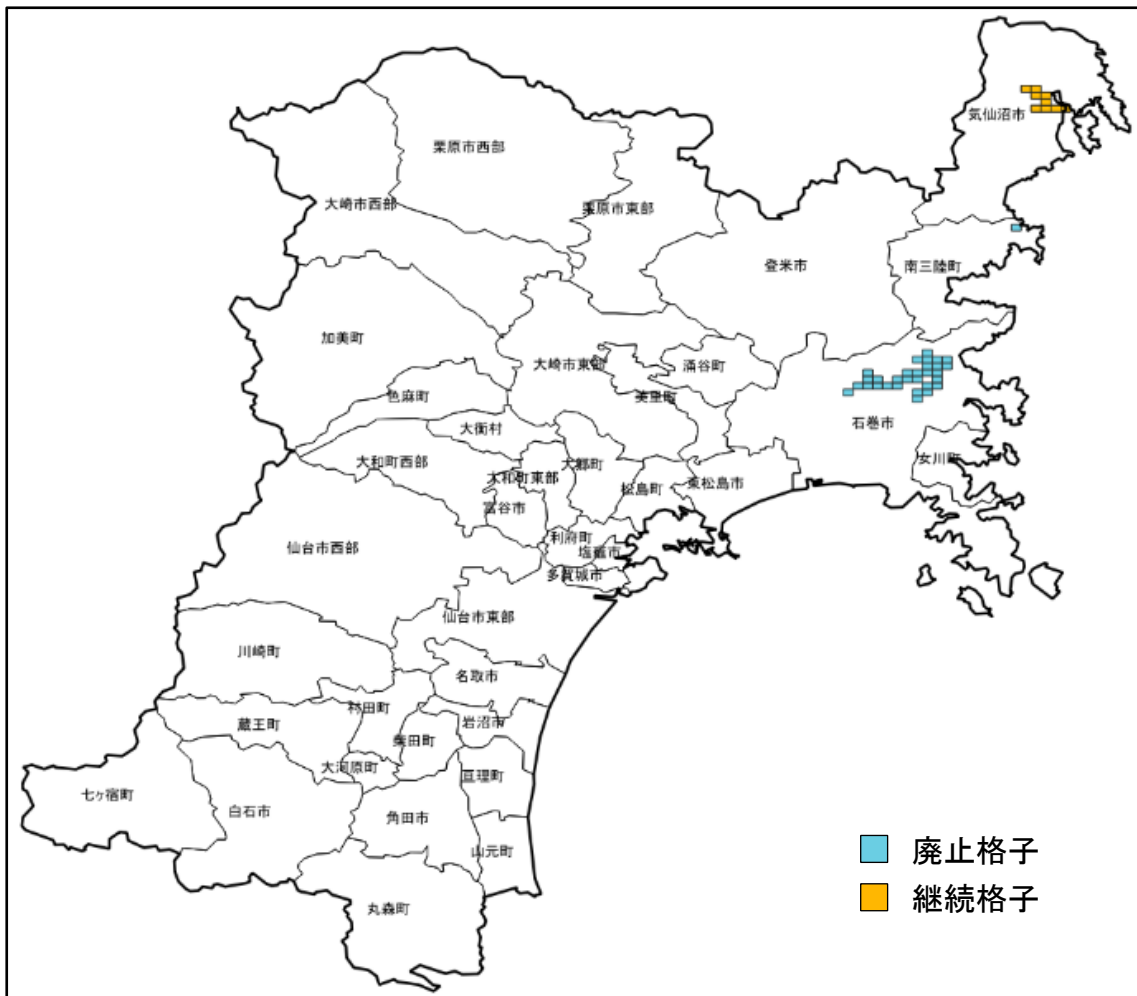 気仙沼市
栗原市西部
大崎市西部
栗原市東部
登米市
南三陸町
加美町
大崎市東部
涌谷町
色麻町
美里町
石巻市
大衡村
大和町西部
大郷町
女川町
大和町東部
松島町
東松島市
富谷市
利府町
仙台市西部
塩竈市
多賀城市
仙台市東部
川崎町
名取市
村田町
岩沼市
蔵王町
柴田町
大河原町
亘理町
七ヶ宿町
白石市
角田市
山元町
廃止格子
継続格子
丸森町